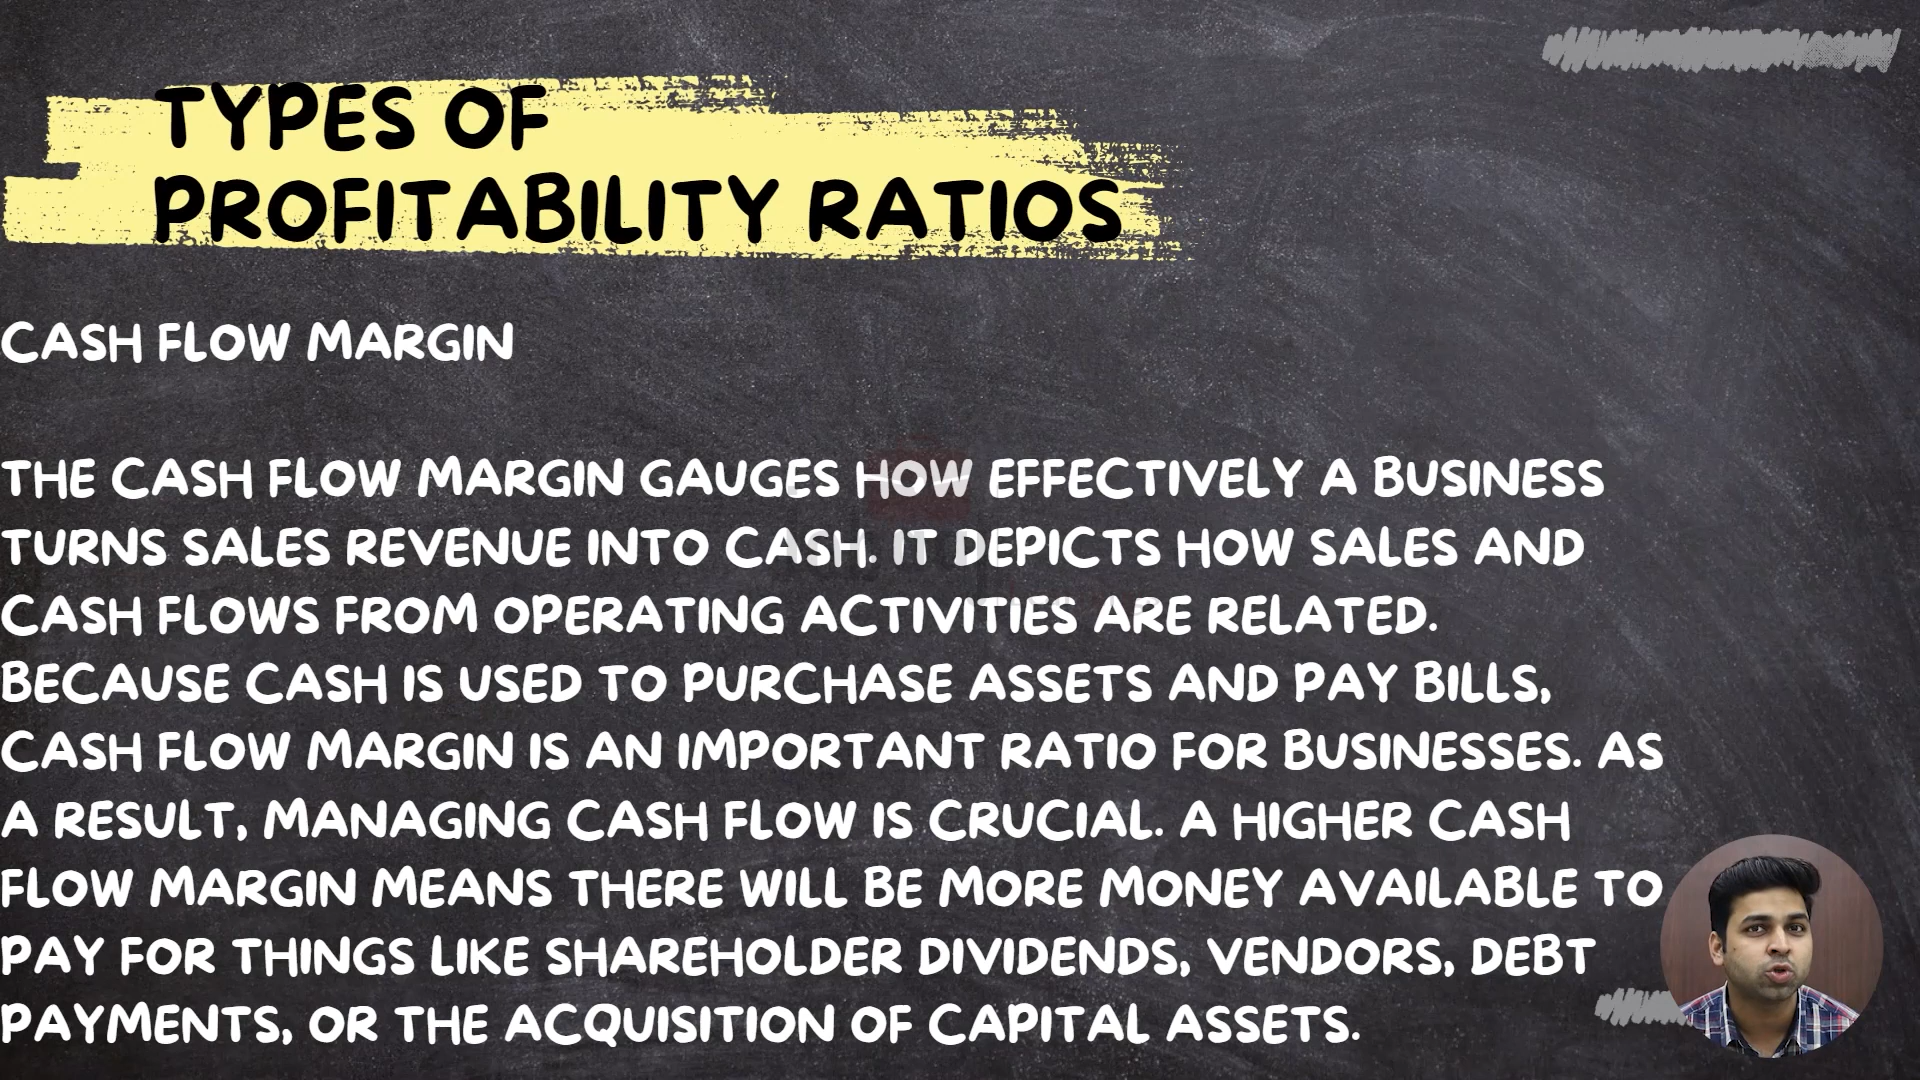 TYPES OF
PROFITABILITY RATIOS
CASH FLOW MARGIN
THE CASH FLOW MARGIN GAUGES HOW EFFECTIVELY A BUSINESS
TURNS SALES REVENUE INTO CASH. IT DEPICTS HOW SALES AND
CASH FLOWS FROM OPERATING ACTIVITIES ARE RELATED.
BECAUSE CASH IS USED TO PURCHASE ASSETS AND PAY BILLS,
CASH FLOW MARGIN IS AN IMPORTANT RATIO FOR BUSINESSES. AS
A RESULT, MANAGING CASH FLOW IS CRUCIAL. A HIGHER CASH
FLOW MARGIN MEANS THERE WILL BE MORE MONEY AVAILABLE TO
PAY FOR THINGS LIKE SHAREHOLDER DIVIDENDS, VENDORS, DEBT
PAYMENTS, OR THE ACQUISITION OF CAPITAL ASSETS.